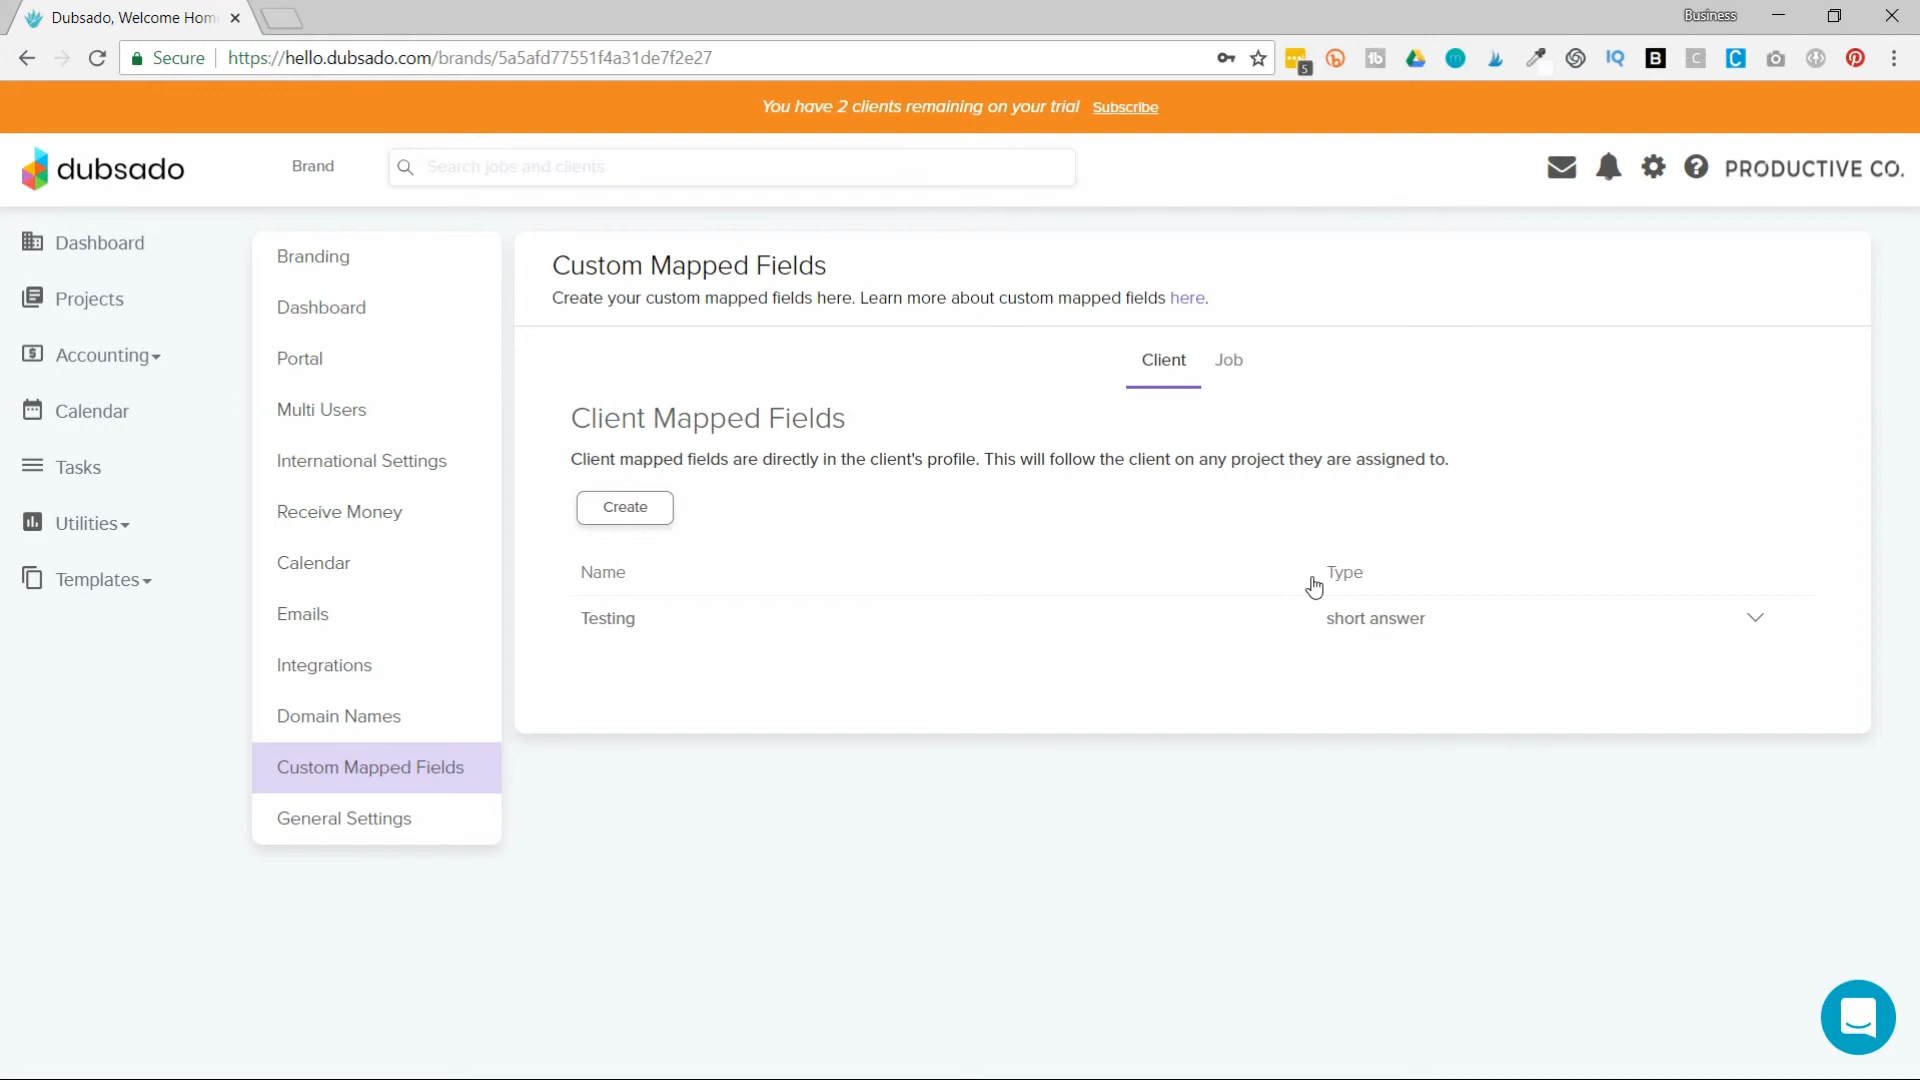 Dubsado, Welcome Hom
Business
Secure
https://hello.dubsado.com/brands/5a5afd77551f4a31de7f2e27
5
tb
IQ
B
C
C
You have 2 clients remaining on your trial Subscribe
dubsado
Brand
Search jobs and clients
PRODUCTIVE CO.
Dashboard
Projects
Accounting
Calendar
Tasks
Utilities
Templates
Branding
Dashboard
Portal
Multi Users
International Settings
Receive Money
Calendar
Emails
Integrations
Domain Names
Custom Mapped Fields
General Settings
Custom Mapped Fields
Create your custom mapped fields here. Learn more about custom mapped fields here.
Client Job
Client Mapped Fields
Client mapped fields are directly in the client's profile. This will follow the client on any project they are assigned to.
Create
Name Type
Testing short answer